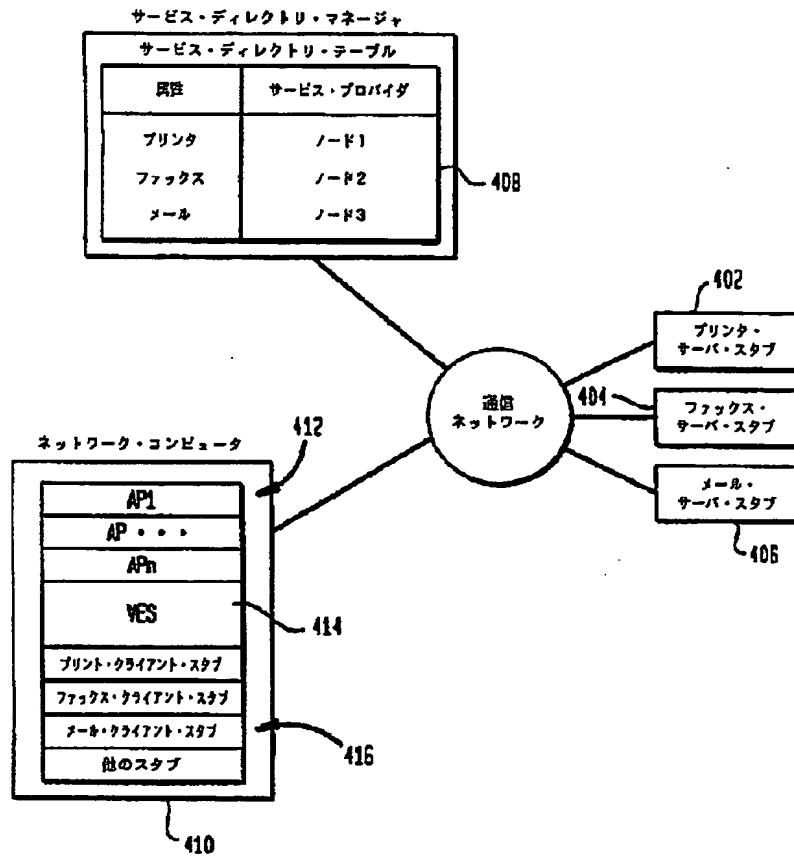 サービス・ディレクトリ・マネージャ
サービス・ディレクトリ・テーブル
属性 サービス・プロバイダ
プリンタ ノード1
ファックス ノード2
メール ノード3
408
402
プリンタ・
サーバ・スタブ
404
ファックス・
サーバ・スタブ
メール・
サーバ・スタブ
406
通信
ネットワーク
ネットワーク・コンピュータ
412
AP1
AP・・・
APn
VES
414
プリント・クライアント・スタブ
ファックス・クライアント・スタブ
メール・クライアント・スタブ
416
他のスタブ
410